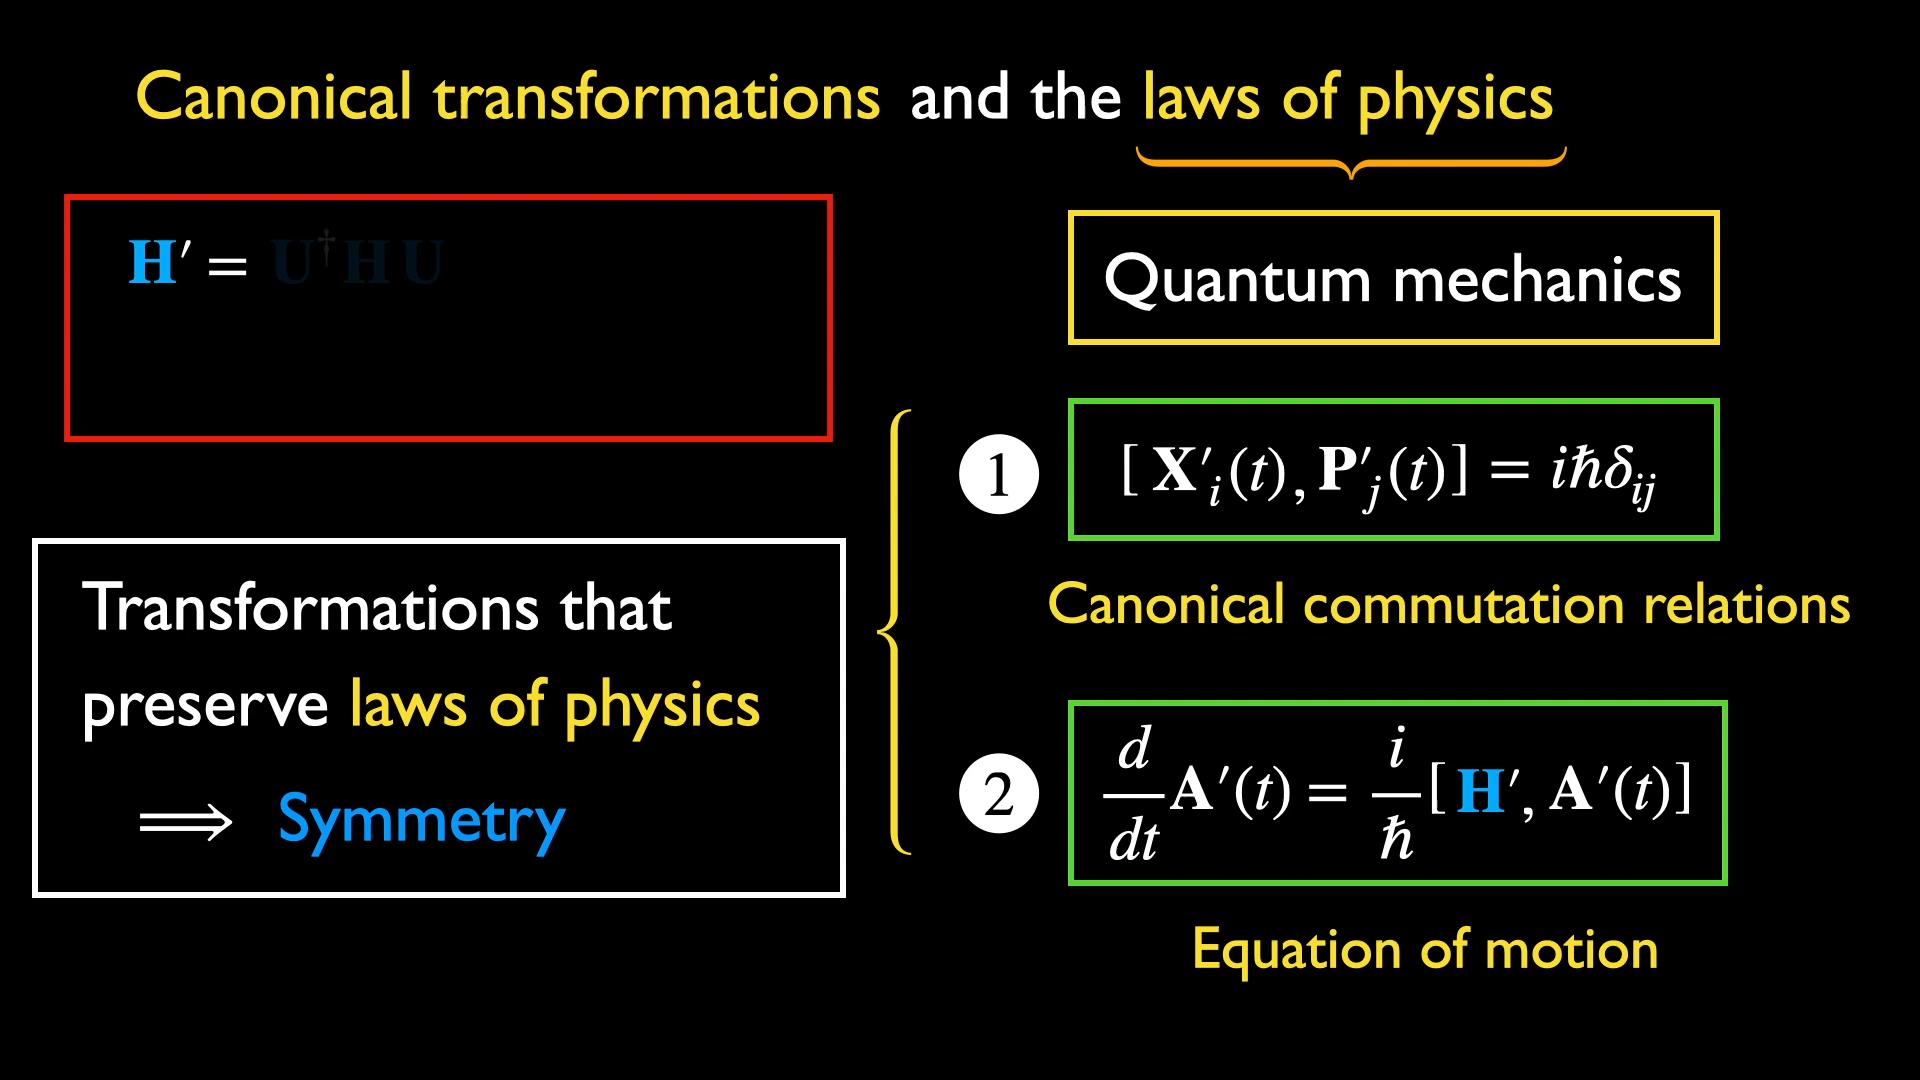 Canonical transformations and the laws of physics
H′ = U†HU
Quantum mechanics
1
[X′ᵢ(t), P′ⱼ(t)] = iħδᵢⱼ
Canonical commutation relations
Transformations that
preserve laws of physics
⟹ Symmetry
2
d/dt A′(t) = i/ħ [H′, A′(t)]
Equation of motion